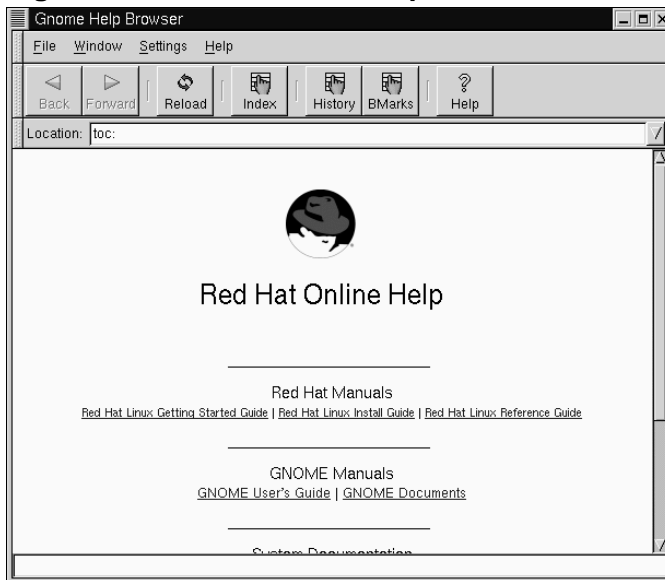 Gnome Help Browser
File Window Settings Help
Back Forward Reload Index History BMarks Help
Location: toc:
Red Hat Online Help
Red Hat Manuals
Red Hat Linux Getting Started Guide | Red Hat Linux Install Guide | Red Hat Linux Reference Guide
GNOME Manuals
GNOME User's Guide | GNOME Documents
System Documentation